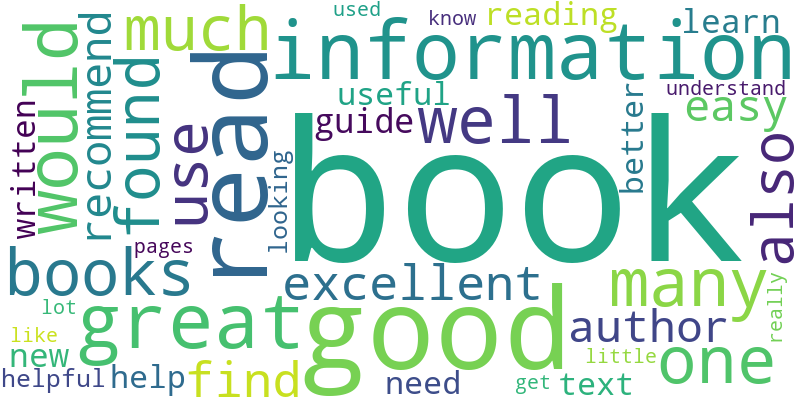 used
know
reading
learn
much
information
would
recommend
found
read
understand
useful
easy
written
use
guide
well
better
also
looking
book
pages
books
excellent
many
lot
great
good
author
really
like
new
little
one
helpful
help
find
need
get
text